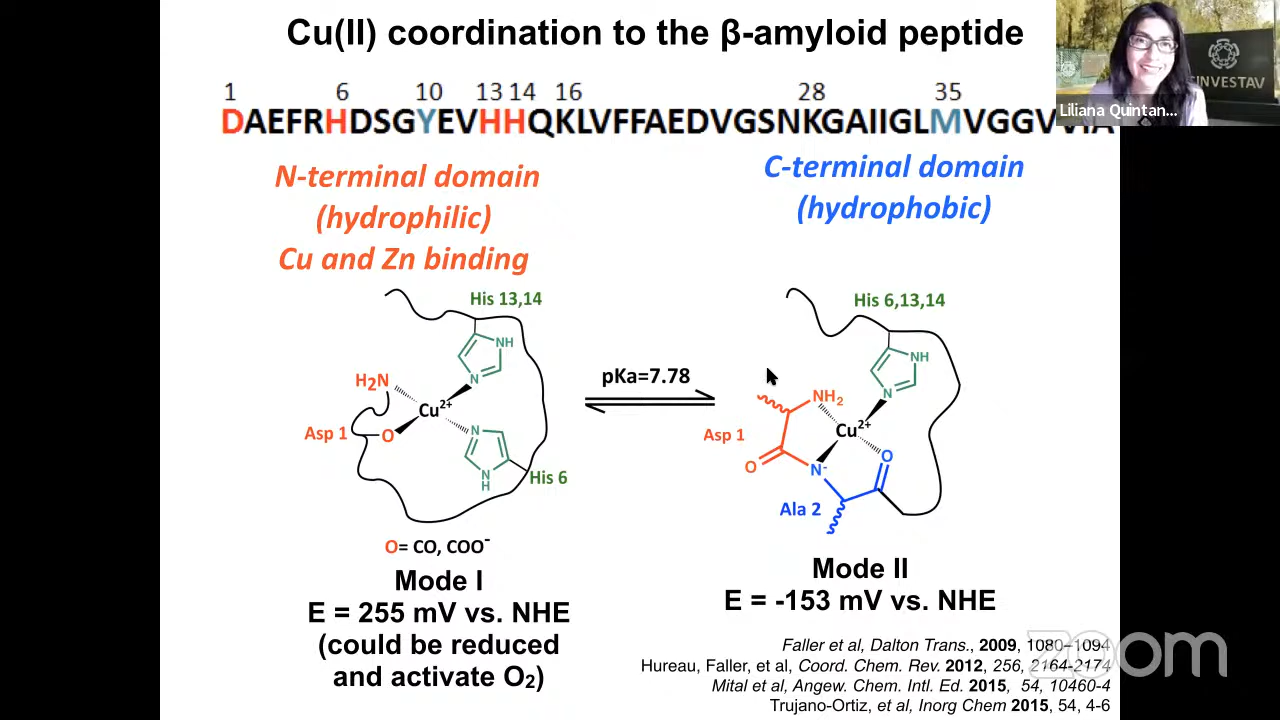 Cu(II) coordination to the β-amyloid peptide
CINVESTAV
Liliana Quintan...
1 6 10 13 14 16 28 35
DAEFRHDSGYEVHHQKLVFFAEDVGSNKGAIIGLMVGGVVIA
N-terminal domain
(hydrophilic)
Cu and Zn binding
C-terminal domain
(hydrophobic)
His 13,14
NH
N
H2N
Cu2+
Asp 1
O
N
N
H
His 6
O= CO, COO-
pKa=7.78
His 6,13,14
NH
N
NH2
Cu2+
Asp 1
O
N-
O
Ala 2
Mode I
E = 255 mV vs. NHE
(could be reduced
and activate O2)
Mode II
E = -153 mV vs. NHE
Faller et al, Dalton Trans., 2009, 1080–1094
Hureau, Faller, et al, Coord. Chem. Rev. 2012, 256, 2164-2174
Mital et al, Angew. Chem. Intl. Ed. 2015, 54, 10460-4
Trujano-Ortiz, et al, Inorg Chem 2015, 54, 4-6
zoom